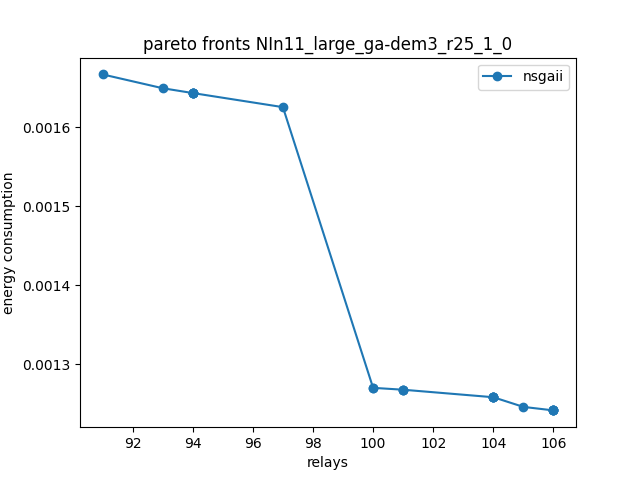 pareto fronts NIn11_large_ga-dem3_r25_1_0
nsgaii
energy consumption
0.0016
0.0015
0.0014
0.0013
92 94 96 98 100 102 104 106
relays